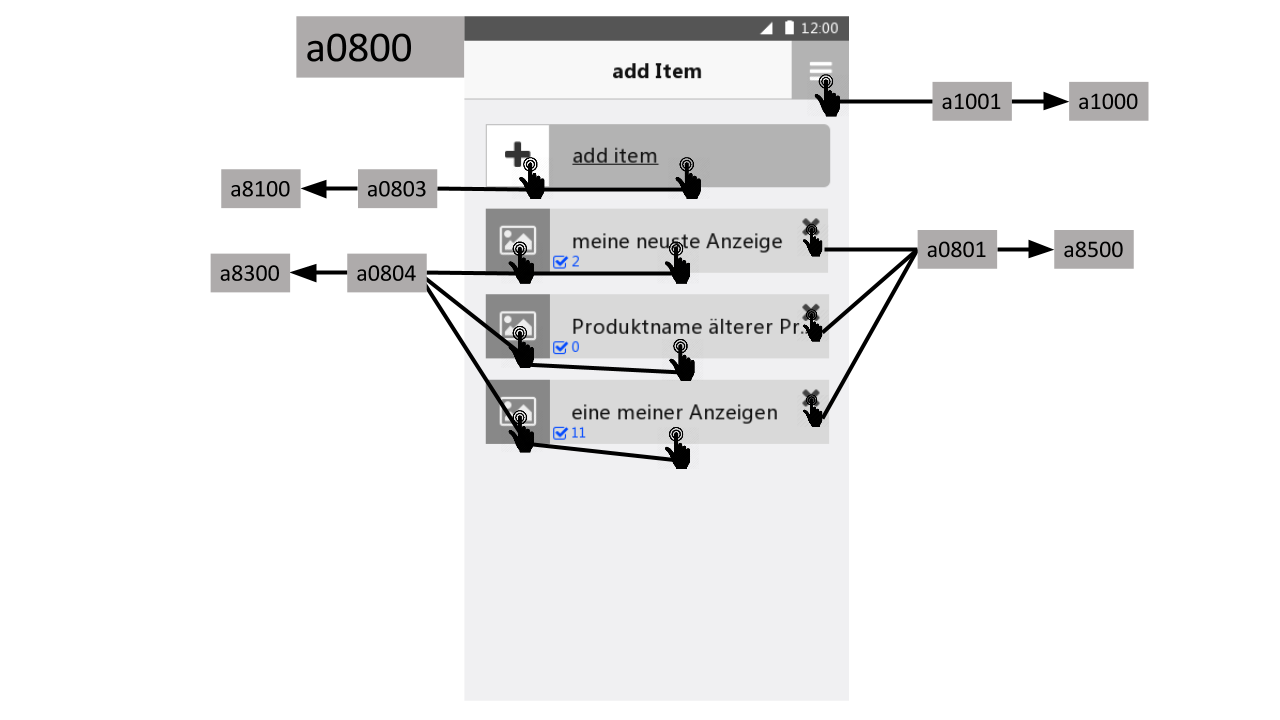 a0800
12:00
add Item
a1001
a1000
add item
a8100
a0803
meine neuste Anzeige
2
a0801
a8500
a8300
a0804
Produktname älterer Pr...
0
eine meiner Anzeigen
11